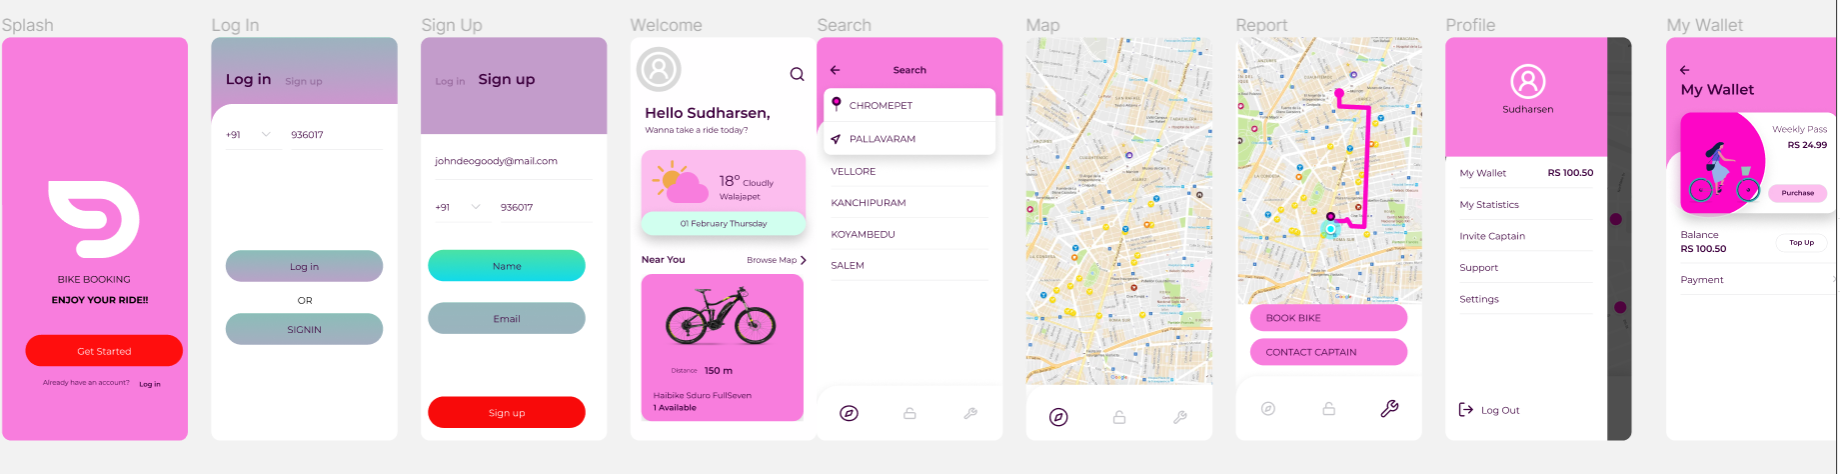 Splash
BIKE BOOKING
ENJOY YOUR RIDE!!
Get Started
Already have an account? Log in
Log In
Log in Sign up
+91 936017
Log in
OR
SIGNIN
Sign Up
Log in Sign up
johndeogoody@mail.com
+91 936017
Name
Email
Sign up
Welcome
Hello Sudharsen,
Wanna take a ride today?
18° Cloudly
Walajapet
01 February Thursday
Near You Browse Map
Distance 150 m
Haibike Sduro FullSeven
1 Available
Search
Search
CHROMEPET
PALLAVARAM
VELLORE
KANCHIPURAM
KOYAMBEDU
SALEM
Map
Google
Report
Google
BOOK BIKE
CONTACT CAPTAIN
Profile
Sudharsen
My Wallet RS 100.50
My Statistics
Invite Captain
Support
Settings
Log Out
My Wallet
My Wallet
Weekly Pass
RS 24.99
Purchase
Balance
RS 100.50
Top Up
Payment